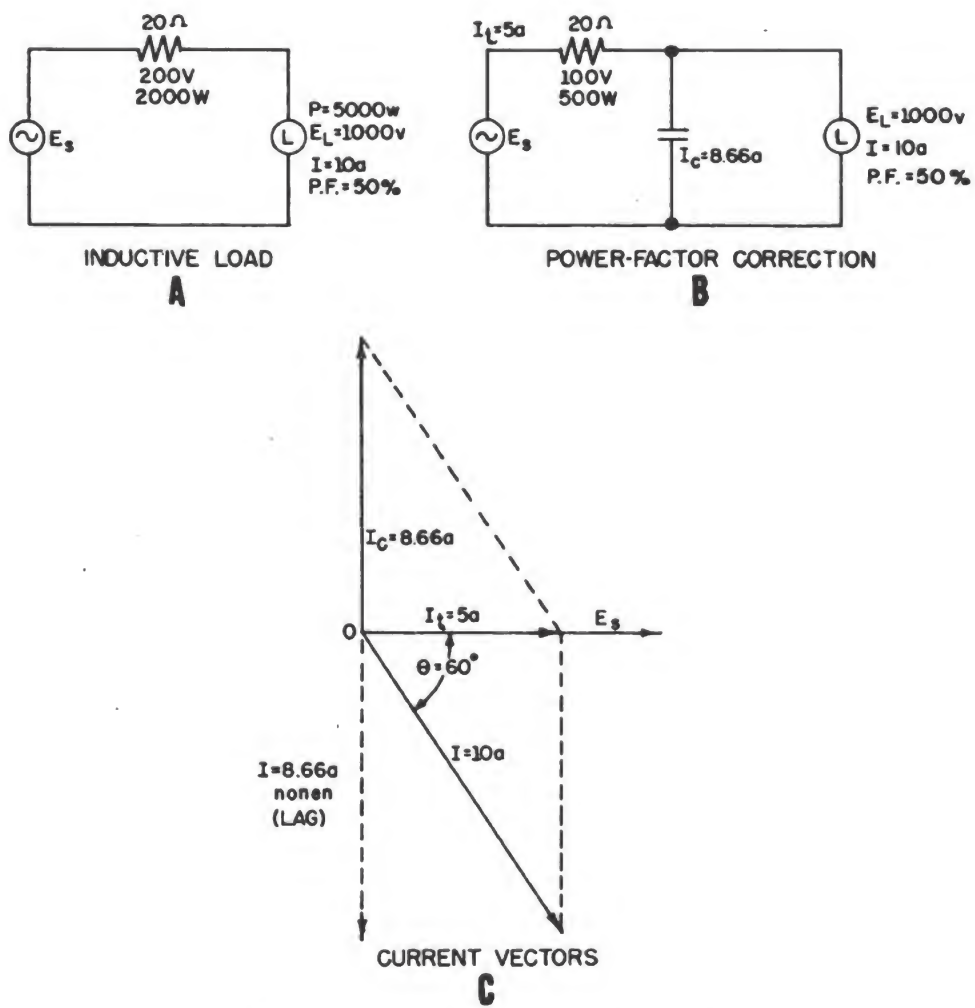 20Ω
200V
2000W
E_s
L
P=5000w
E_L=1000v
I=10a
P.F.=50%
INDUCTIVE LOAD
A
I_t=5a
20Ω
100V
500W
E_s
I_C=8.66a
L
E_L=1000v
I=10a
P.F.=50%
POWER-FACTOR CORRECTION
B
I_C=8.66a
I_t=5a
E_s
O
θ=60°
I=10a
I=8.66a
nonen
(LAG)
CURRENT VECTORS
C